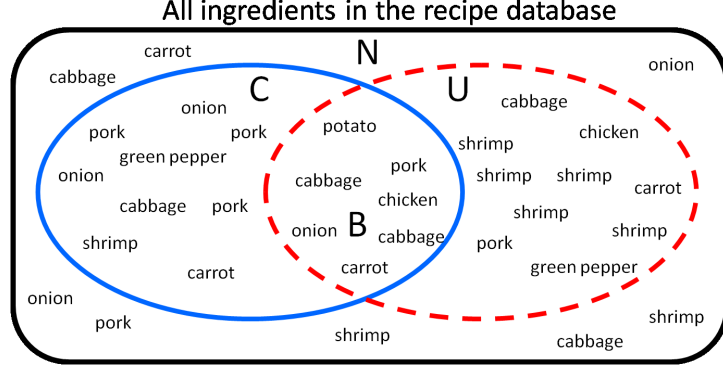 All ingredients in the recipe database
carrot
N
onion
cabbage
C
U
cabbage
onion
potato
chicken
pork
pork
shrimp
green pepper
pork
onion
cabbage
shrimp
shrimp
carrot
chicken
cabbage
pork
shrimp
onion
B
cabbage
shrimp
shrimp
pork
carrot
carrot
green pepper
onion
pork
shrimp
shrimp
cabbage